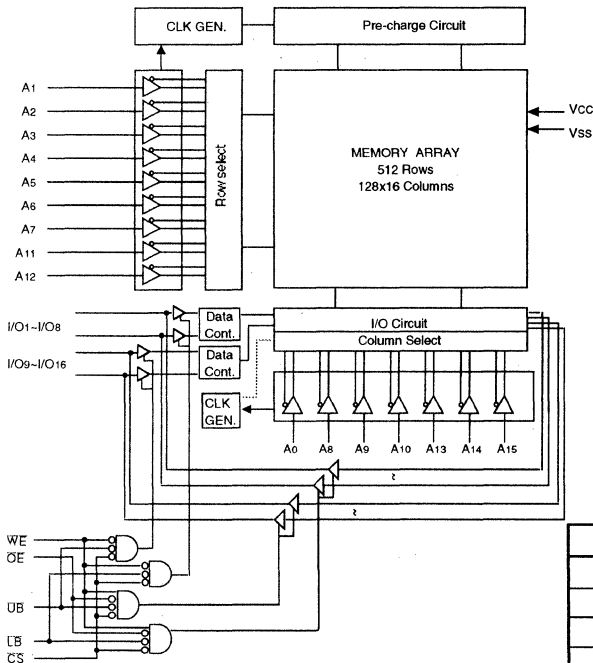 CLK GEN.
Pre-charge Circuit
A1
A2
A3
A4
A5
A6
A7
A11
A12
Row select
MEMORY ARRAY
512 Rows
128x16 Columns
Vcc
Vss
I/O1~I/O8
I/O9~I/O16
Data
Cont.
Data
Cont.
I/O Circuit
Column Select
CLK
GEN.
A0 A8 A9 A10 A13 A14 A15
WE
OE
UB
LB
CS